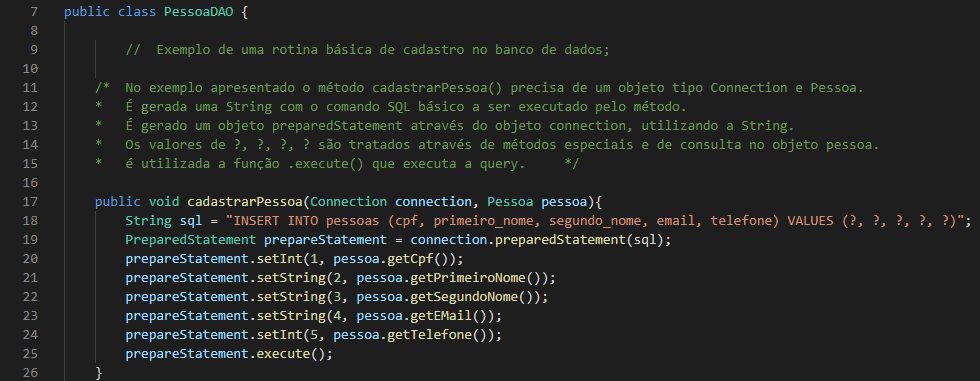 7 public class PessoaDAO {
8
9 // Exemplo de uma rotina básica de cadastro no banco de dados;
10
11 /* No exemplo apresentado o método cadastrarPessoa() precisa de um objeto tipo Connection e Pessoa.
12 * É gerada uma String com o comando SQL básico a ser executado pelo método.
13 * É gerado um objeto preparedStatement através do objeto connection, utilizando a String.
14 * Os valores de ?, ?, ?, ? são tratados através de métodos especiais e de consulta no objeto pessoa.
15 * é utilizada a função .execute() que executa a query. */
16
17 public void cadastrarPessoa(Connection connection, Pessoa pessoa){
18 String sql = "INSERT INTO pessoas (cpf, primeiro_nome, segundo_nome, email, telefone) VALUES (?, ?, ?, ?, ?)";
19 PreparedStatement prepareStatement = connection.preparedStatement(sql);
20 prepareStatement.setInt(1, pessoa.getCpf());
21 prepareStatement.setString(2, pessoa.getPrimeiroNome());
22 prepareStatement.setString(3, pessoa.getSegundoNome());
23 prepareStatement.setString(4, pessoa.getEMail());
24 prepareStatement.setInt(5, pessoa.getTelefone());
25 prepareStatement.execute();
26 }